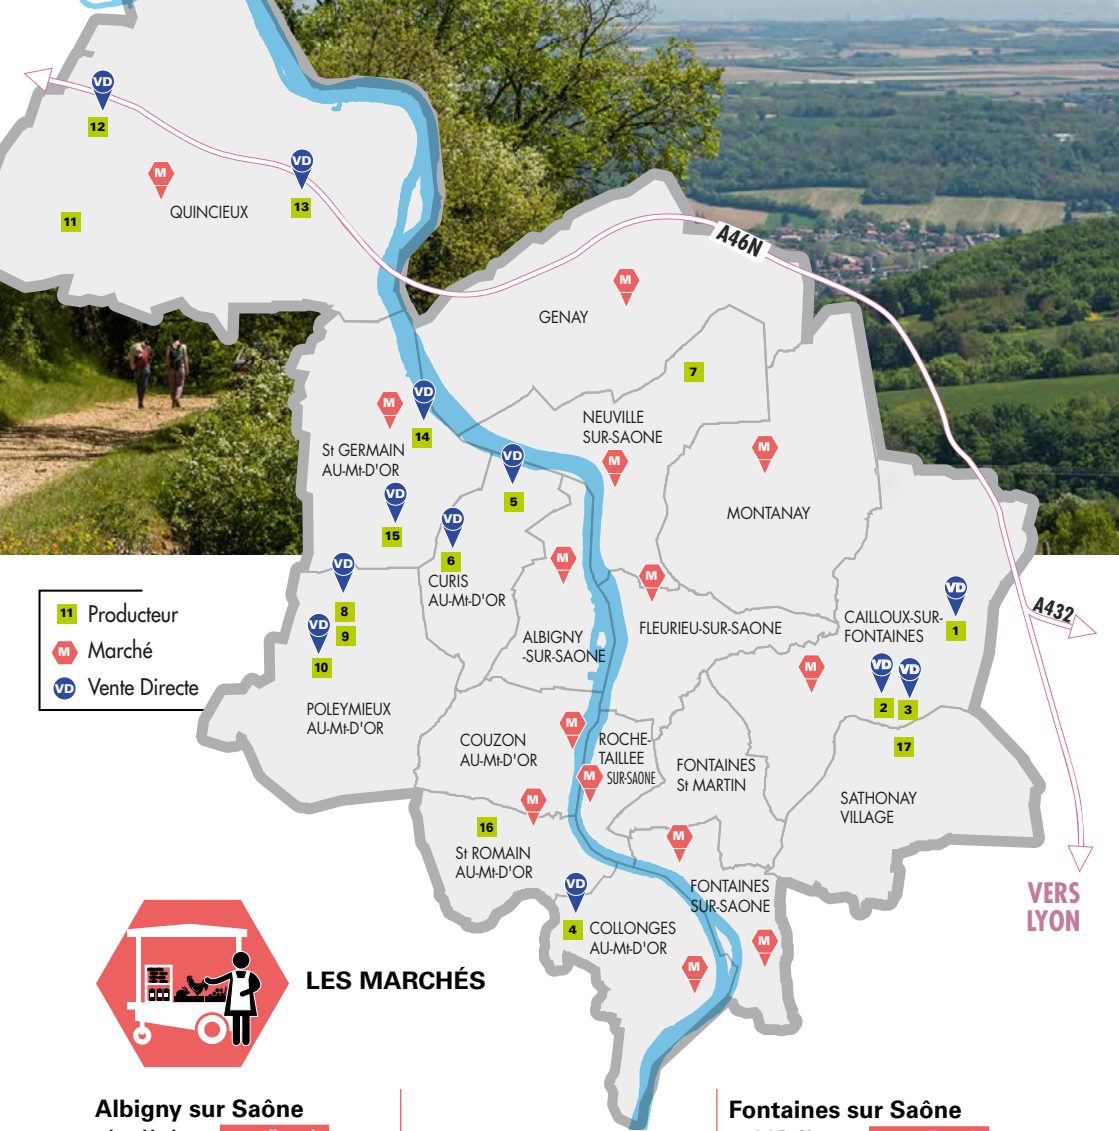 VD
12
M
QUINCIEUX
11
VD
13
A46N
M
GENAY
7
M
St GERMAIN
AU-Mt-D'OR
VD
14
NEUVILLE
SUR-SAONE
M
M
MONTANAY
VD
5
VD
15
VD
6
CURIS
AU-Mt-D'OR
M
ALBIGNY
-SUR-SAONE
M
FLEURIEU-SUR-SAONE
VD
8
VD
9
10
POLEYMIEUX
AU-Mt-D'OR
CAILLOUX-SUR-
FONTAINES
VD
1
A432
M
VD
2
VD
3
17
11 Producteur
M Marché
VD Vente Directe
COUZON
AU-Mt-D'OR
M
ROCHE-
TAILLEE
SUR-SAONE
M
M
FONTAINES
St MARTIN
SATHONAY
VILLAGE
16
St ROMAIN
AU-Mt-D'OR
M
FONTAINES
SUR-SAONE
VD
4
COLLONGES
AU-Mt-D'OR
M
M
VERS
LYON
LES MARCHÉS
Albigny sur Saône
Fontaines sur Saône